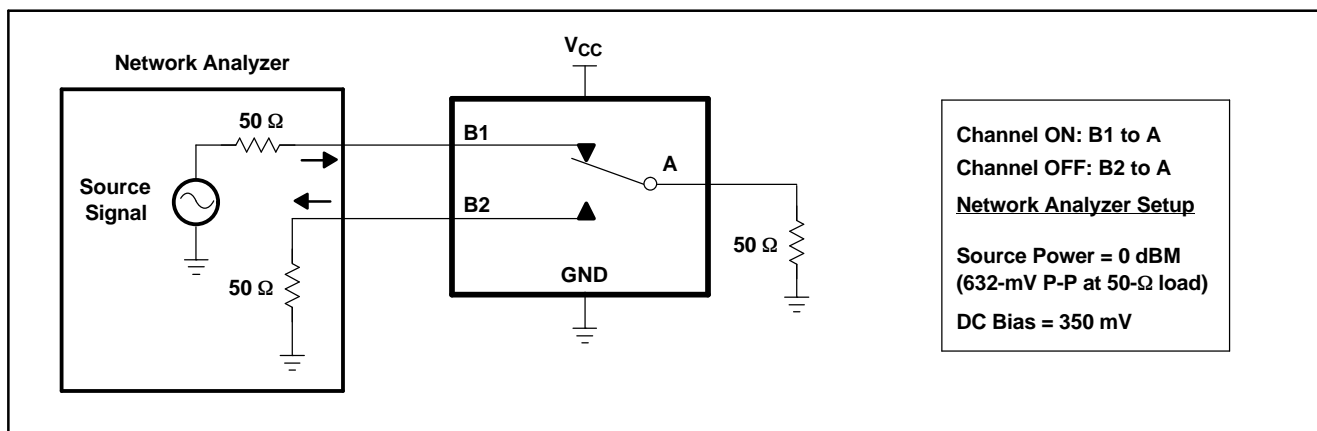 V_CC
Network Analyzer
50 Ω
B1
A
Source
Signal
B2
50 Ω
50 Ω
GND
Channel ON: B1 to A
Channel OFF: B2 to A
Network Analyzer Setup
Source Power = 0 dBM
(632-mV P-P at 50-Ω load)
DC Bias = 350 mV